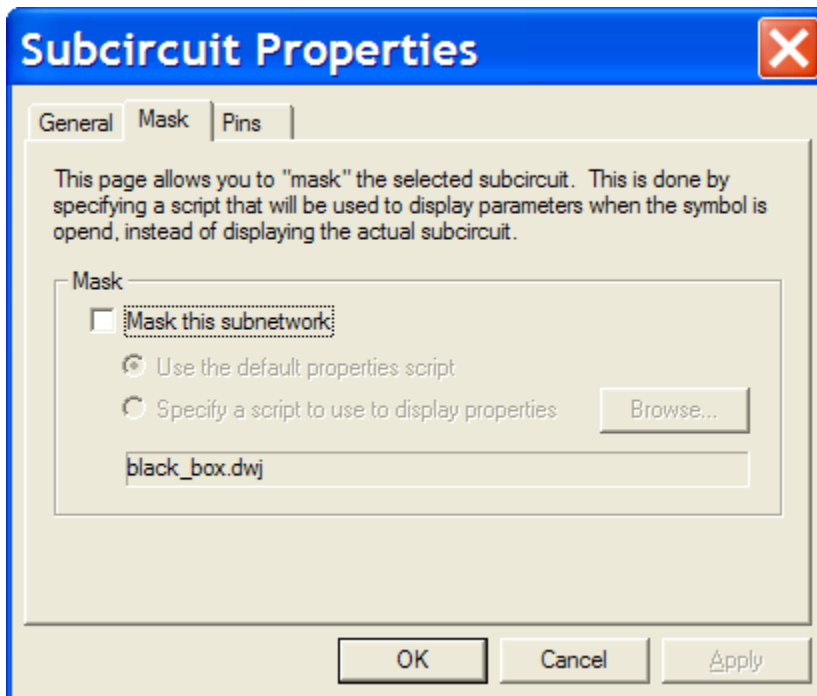 Subcircuit Properties
General Mask Pins
This page allows you to "mask" the selected subcircuit. This is done by
specifying a script that will be used to display parameters when the symbol is
opend, instead of displaying the actual subcircuit.
Mask
Mask this subnetwork
Use the default properties script
Specify a script to use to display properties Browse...
black_box.dwj
OK Cancel Apply